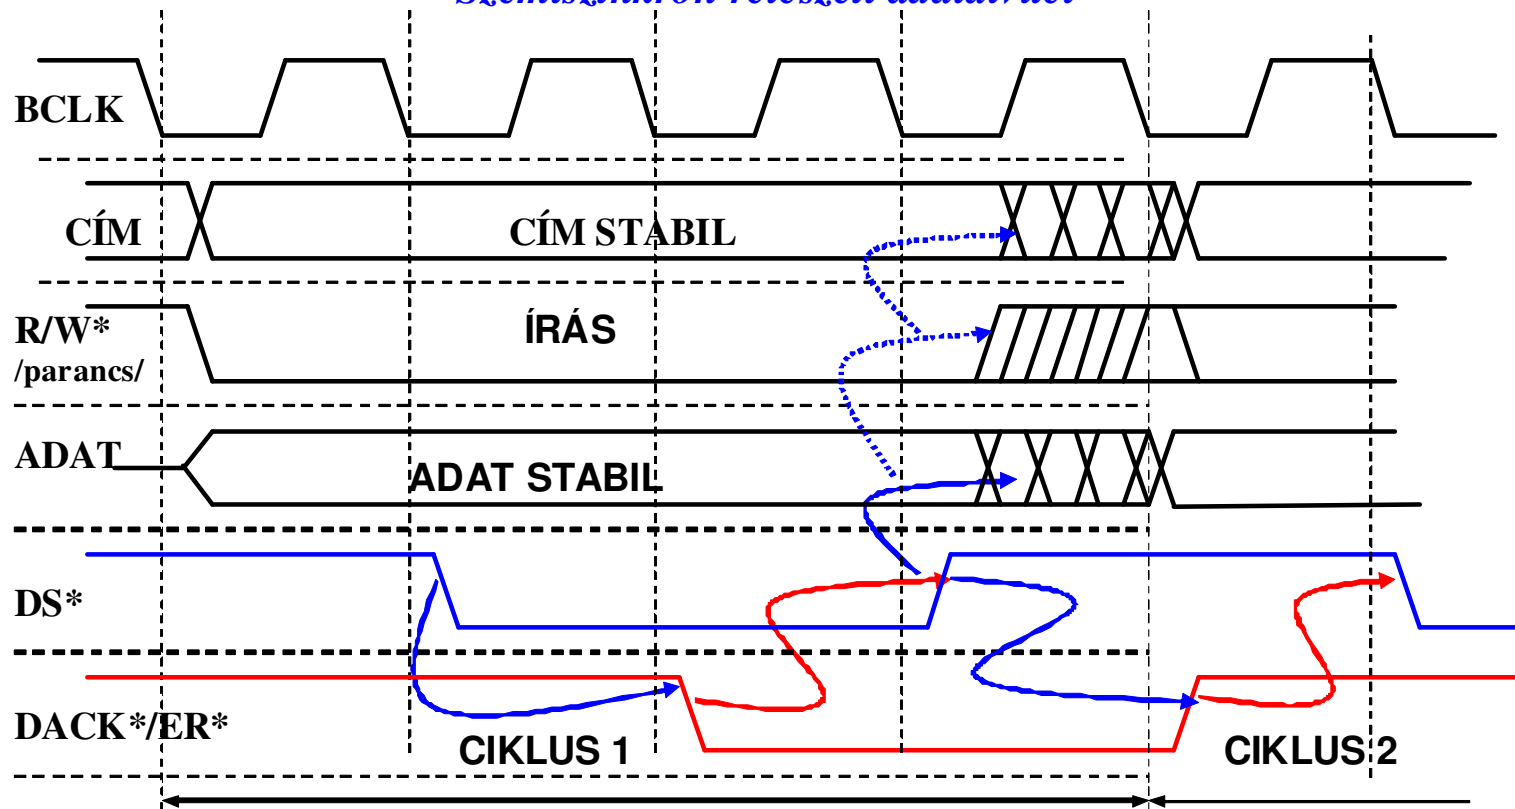 BCLK
CÍM
CÍM STABIL
R/W*
/parancs/
ÍRÁS
ADAT
ADAT STABIL
DS*
DACK*/ER*
CIKLUS 1
CIKLUS 2